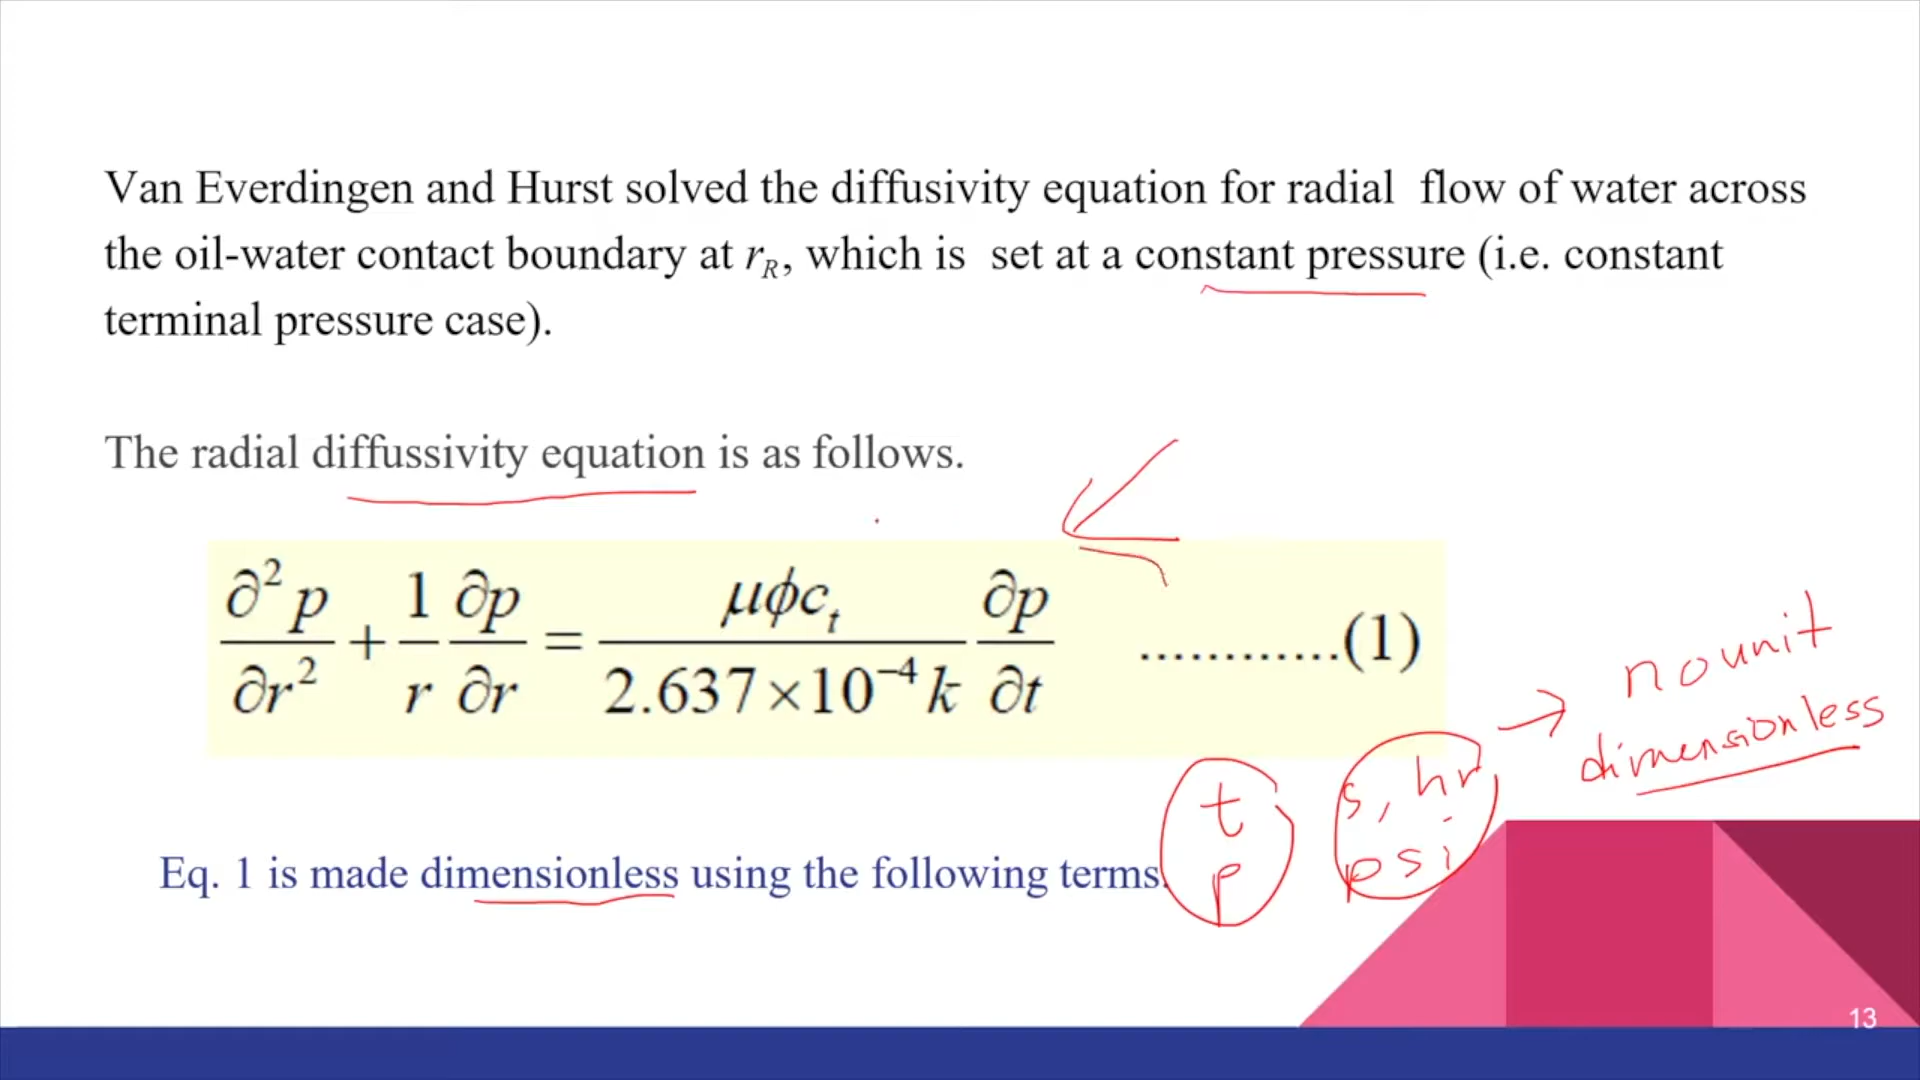 Van Everdingen and Hurst solved the diffusivity equation for radial flow of water across
the oil-water contact boundary at r_R, which is set at a constant pressure (i.e. constant
terminal pressure case).
The radial diffussivity equation is as follows.
∂²p/∂r² + 1/r ∂p/∂r = μφc_t/(2.637×10⁻⁴k) ∂p/∂t ............(1)
no unit
dimensionless
t s, hr
p psi
Eq. 1 is made dimensionless using the following terms.
13